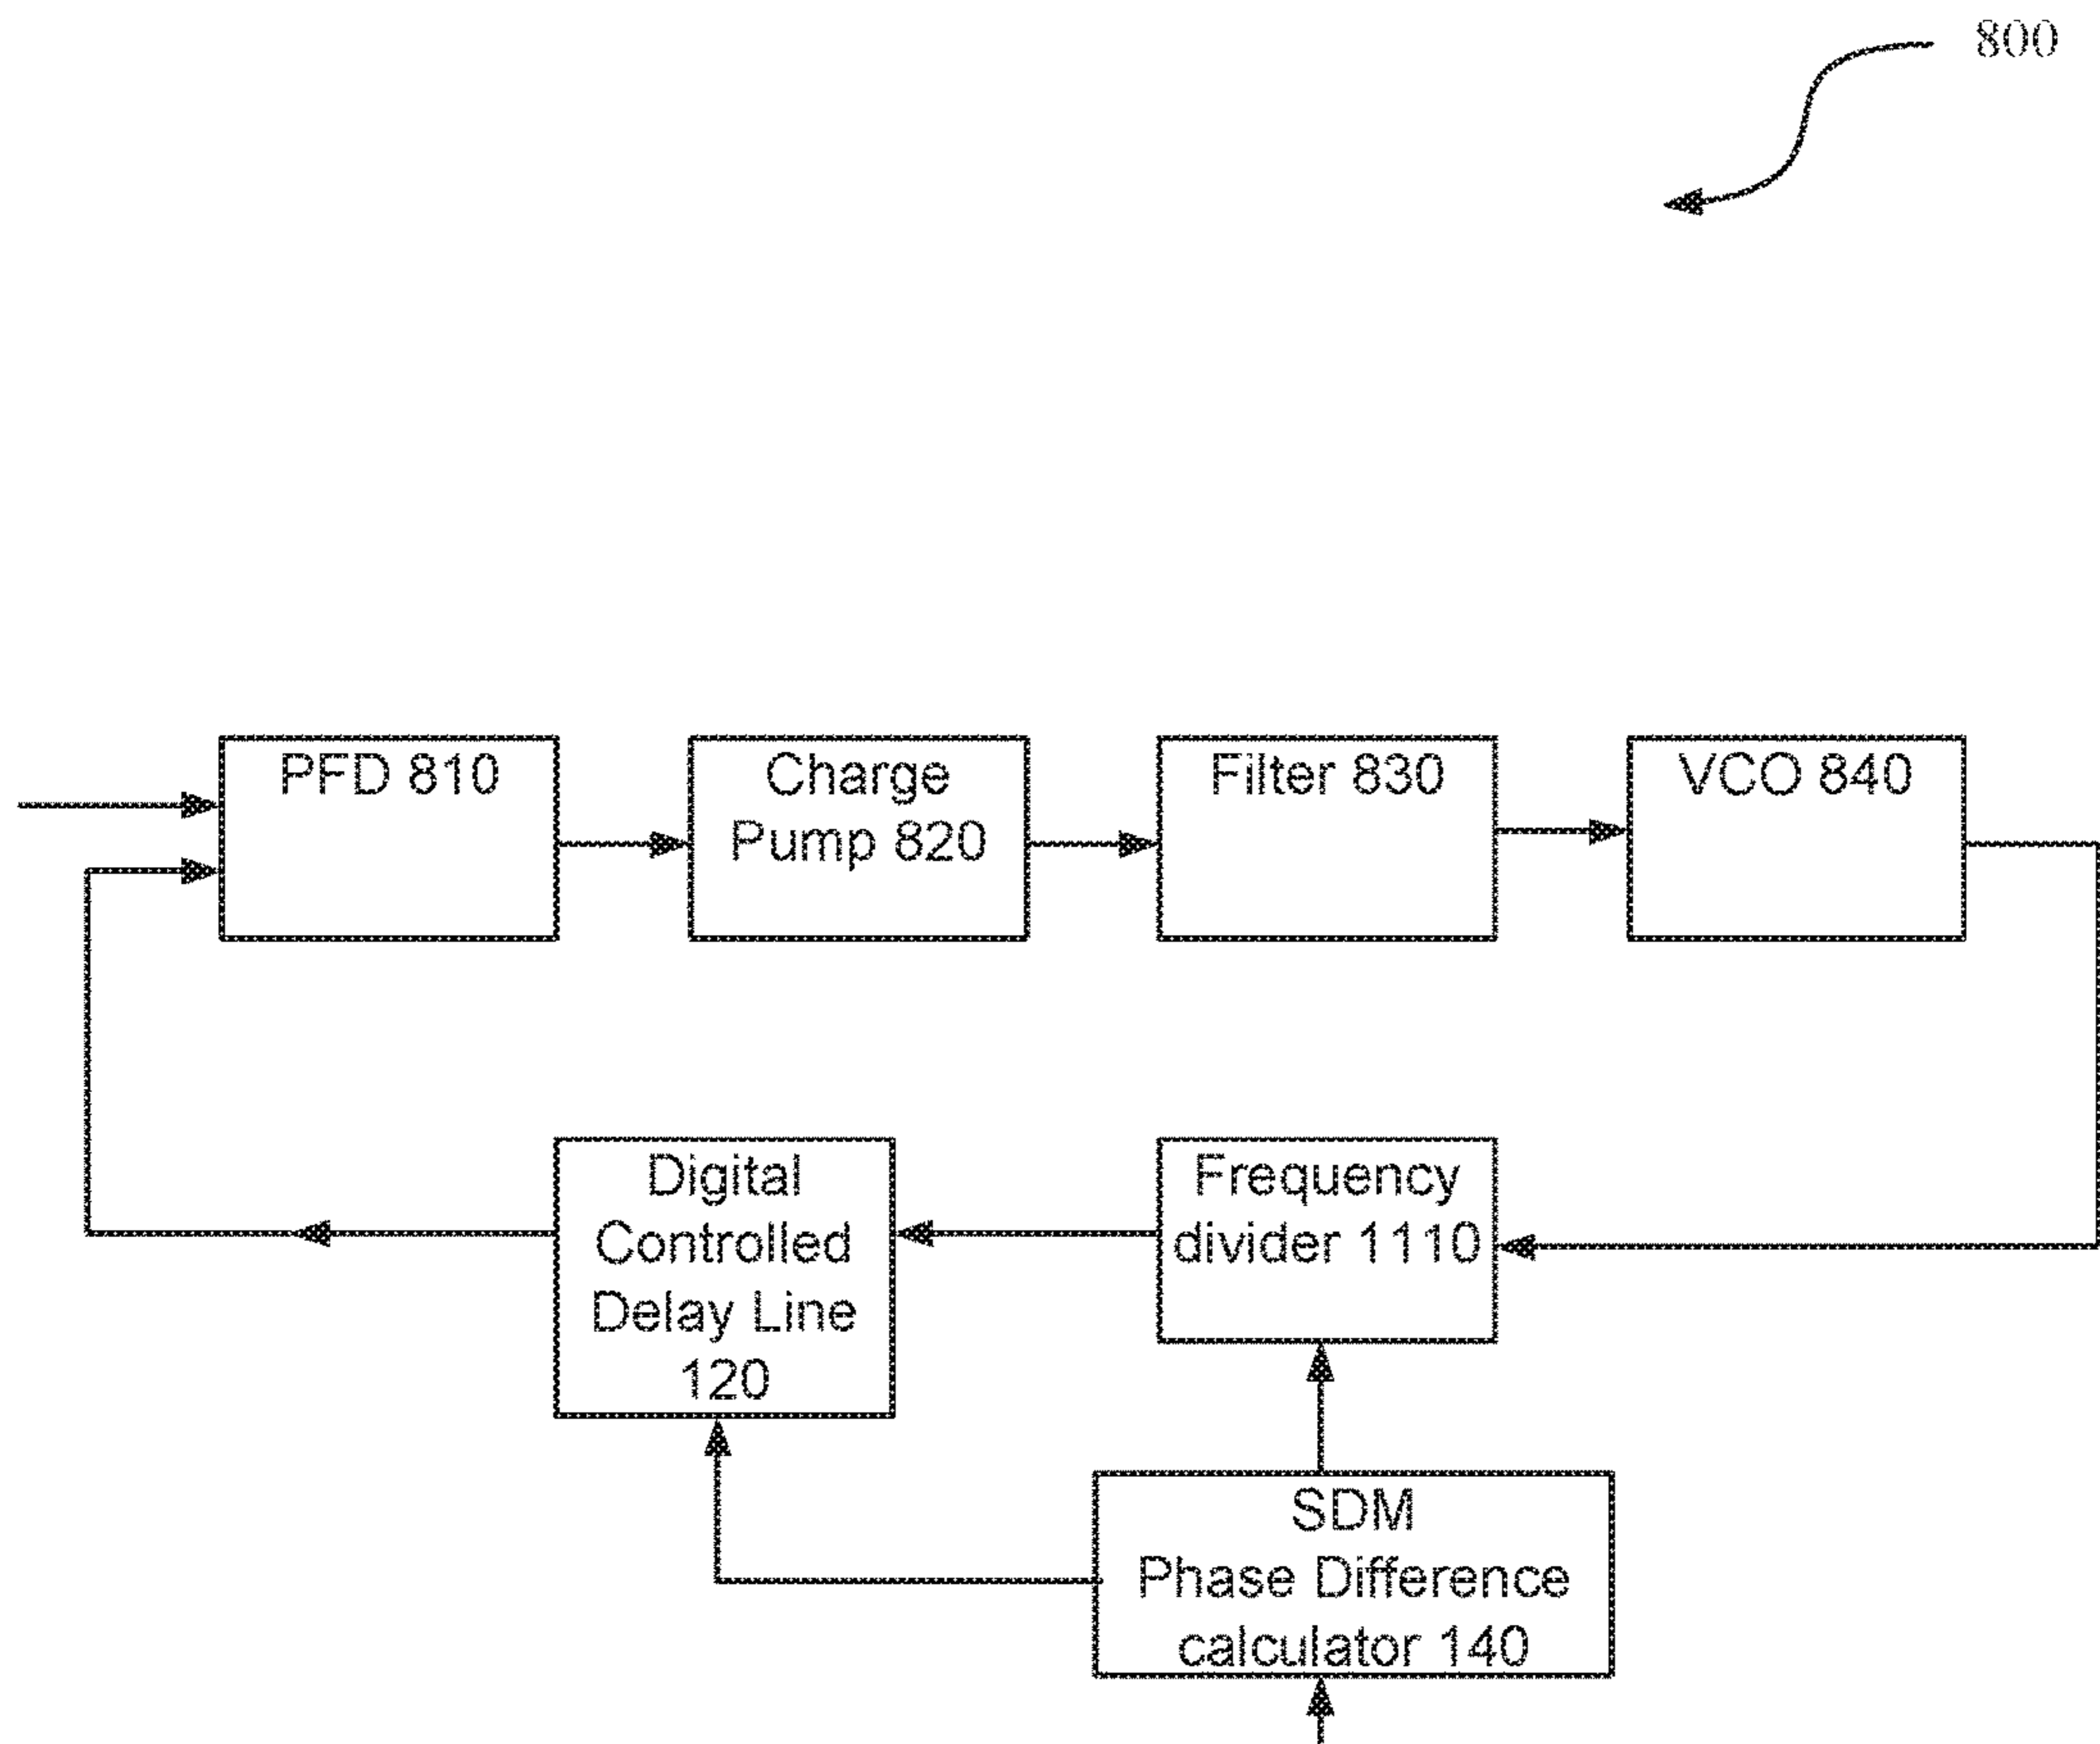 800
PFD 810
Charge
Pump 820
Filter 830
VCO 840
Digital
Controlled
Delay Line
120
Frequency
divider 1110
SDM
Phase Difference
calculator 140